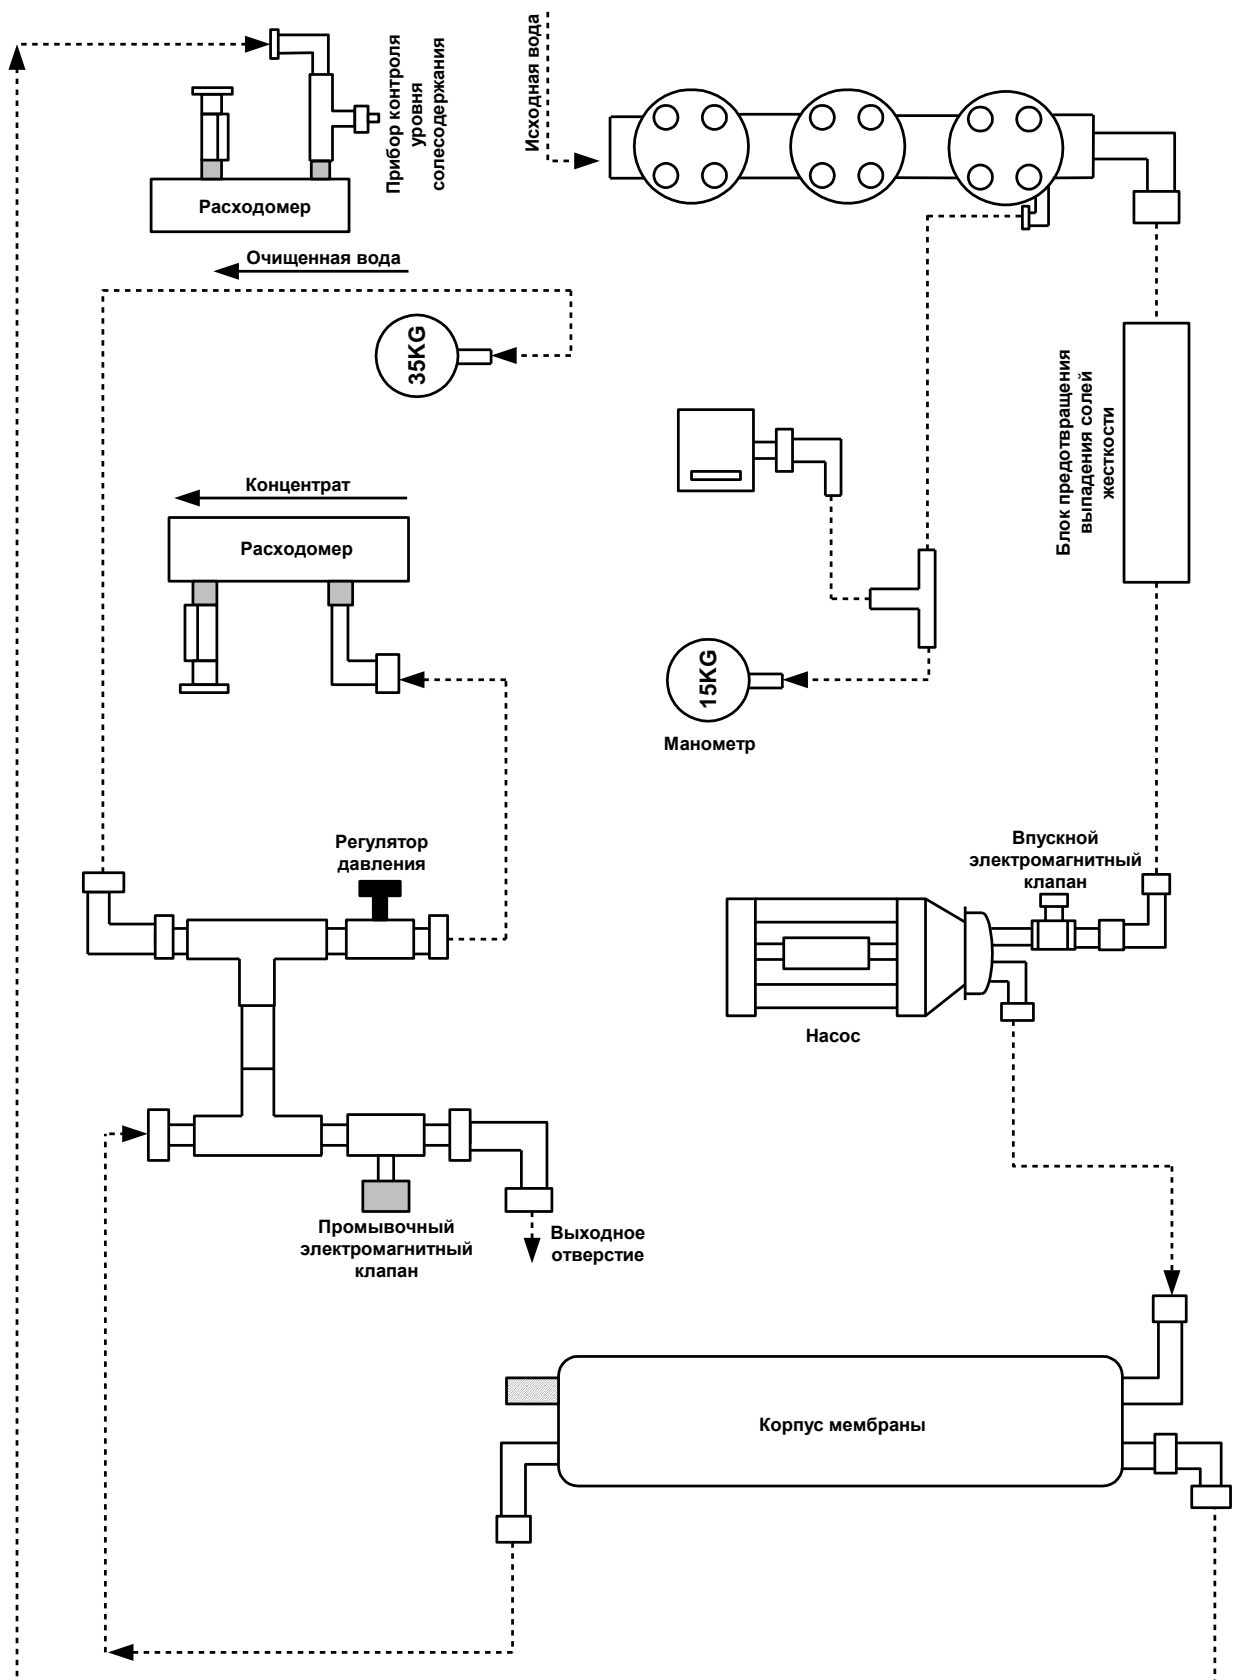 Прибор контроля
уровня
солесодержания
Исходная вода
Расходомер
Очищенная вода
35KG
Блок предотвращения
выпадения солей
жесткости
Концентрат
Расходомер
15KG
Манометр
Регулятор
давления
Впускной
электромагнитный
клапан
Насос
Промывочный
электромагнитный
клапан
Выходное
отверстие
Корпус мембраны